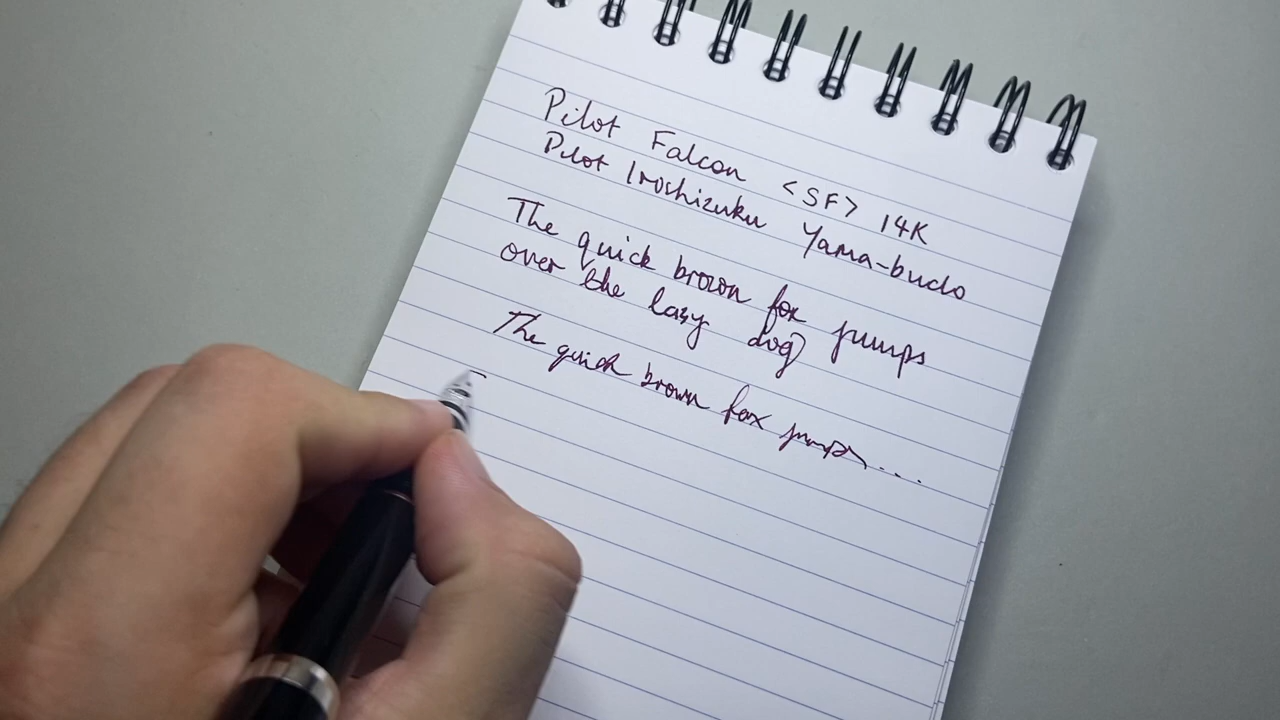 Pilot Falcon <SF> 14K
Pilot Iroshizuku Yama-budo
The quick brown fox jumps
over the lazy dog
The quick brown fox jumps...